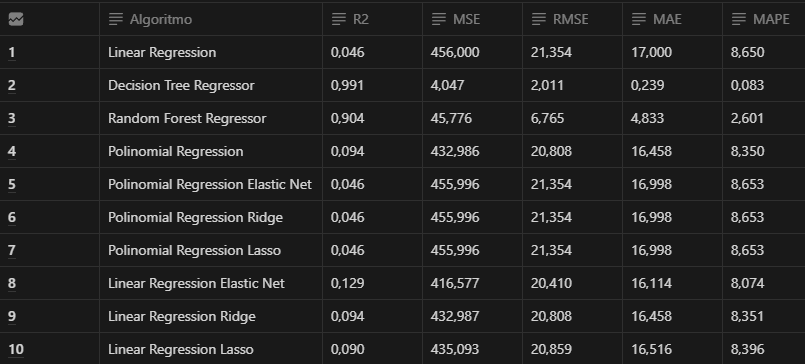 Algoritmo R2 MSE RMSE MAE MAPE
1 Linear Regression 0,046 456,000 21,354 17,000 8,650
2 Decision Tree Regressor 0,991 4,047 2,011 0,239 0,083
3 Random Forest Regressor 0,904 45,776 6,765 4,833 2,601
4 Polinomial Regression 0,094 432,986 20,808 16,458 8,350
5 Polinomial Regression Elastic Net 0,046 455,996 21,354 16,998 8,653
6 Polinomial Regression Ridge 0,046 455,996 21,354 16,998 8,653
7 Polinomial Regression Lasso 0,046 455,996 21,354 16,998 8,653
8 Linear Regression Elastic Net 0,129 416,577 20,410 16,114 8,074
9 Linear Regression Ridge 0,094 432,987 20,808 16,458 8,351
10 Linear Regression Lasso 0,090 435,093 20,859 16,516 8,396